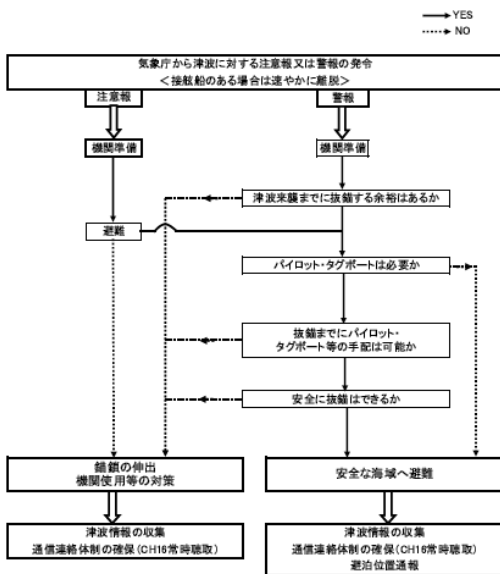 YES
NO
気象庁から津波に対する注意報又は警報の発令
＜接舷船のある場合は速やかに離脱＞
注意報
警報
機関準備
機関準備
津波来襲までに抜錨する余裕はあるか
避難
パイロット・タグボートは必要か
抜錨までにパイロット・
タグボート等の手配は可能か
安全に抜錨はできるか
錨鎖の伸出
機関使用等の対策
安全な海域へ避難
津波情報の収集
通信連絡体制の確保（CH16常時聴取）
津波情報の収集
通信連絡体制の確保（CH16常時聴取）
避泊位置通報